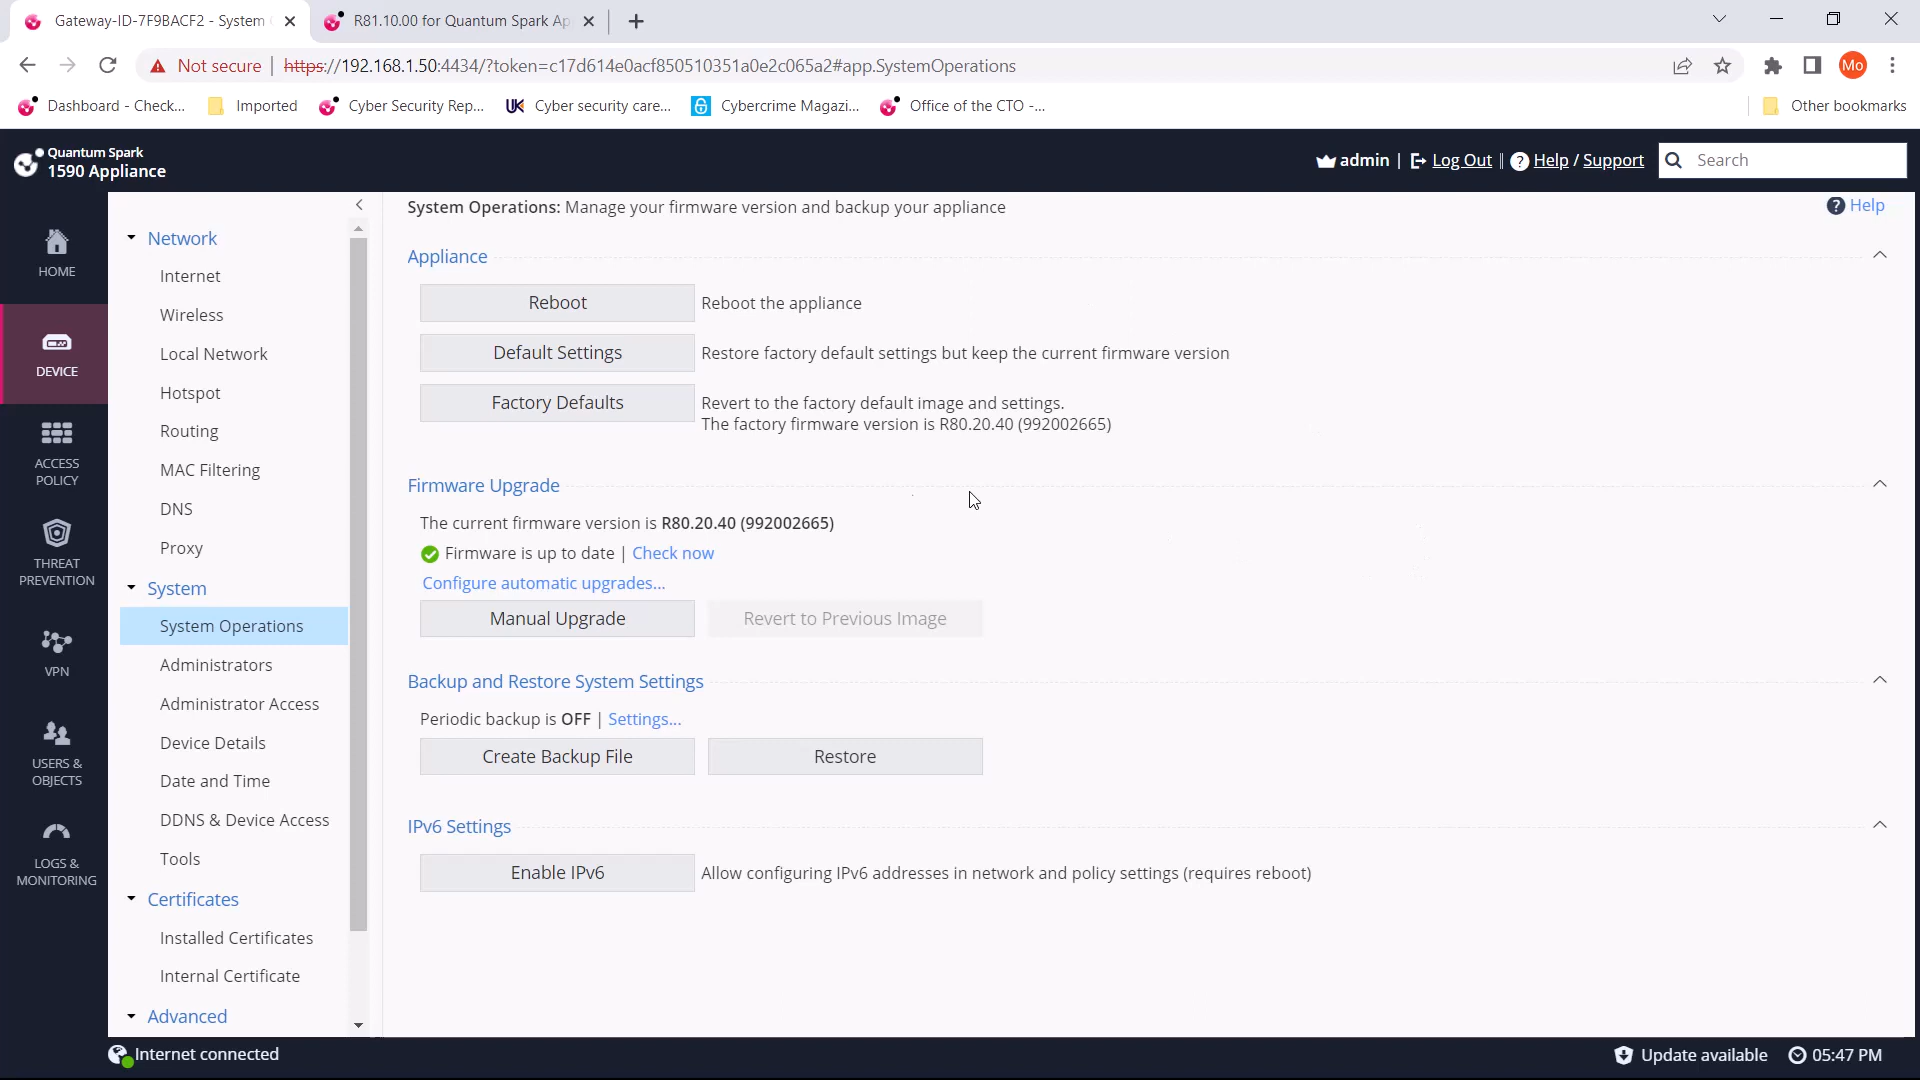 Gateway-ID-7F9BACF2 - System
R81.10.00 for Quantum Spark Ap
Not secure
https://192.168.1.50:4434/?token=c17d614e0acf850510351a0e2c065a2#app.SystemOperations
Mo
Dashboard - Check...
Imported
Cyber Security Rep...
UK
Cyber security care...
Cybercrime Magazi...
Office of the CTO -...
Other bookmarks
Quantum Spark
1590 Appliance
admin | Log Out | ? Help / Support
Search
HOME
DEVICE
ACCESS
POLICY
THREAT
PREVENTION
VPN
USERS &
OBJECTS
LOGS &
MONITORING
Network
Internet
Wireless
Local Network
Hotspot
Routing
MAC Filtering
DNS
Proxy
System
System Operations
Administrators
Administrator Access
Device Details
Date and Time
DDNS & Device Access
Tools
Certificates
Installed Certificates
Internal Certificate
Advanced
System Operations: Manage your firmware version and backup your appliance
? Help
Appliance
Reboot
Reboot the appliance
Default Settings
Restore factory default settings but keep the current firmware version
Factory Defaults
Revert to the factory default image and settings.
The factory firmware version is R80.20.40 (992002665)
Firmware Upgrade
The current firmware version is R80.20.40 (992002665)
Firmware is up to date | Check now
Configure automatic upgrades...
Manual Upgrade
Revert to Previous Image
Backup and Restore System Settings
Periodic backup is OFF | Settings...
Create Backup File
Restore
IPv6 Settings
Enable IPv6
Allow configuring IPv6 addresses in network and policy settings (requires reboot)
Internet connected
Update available
05:47 PM